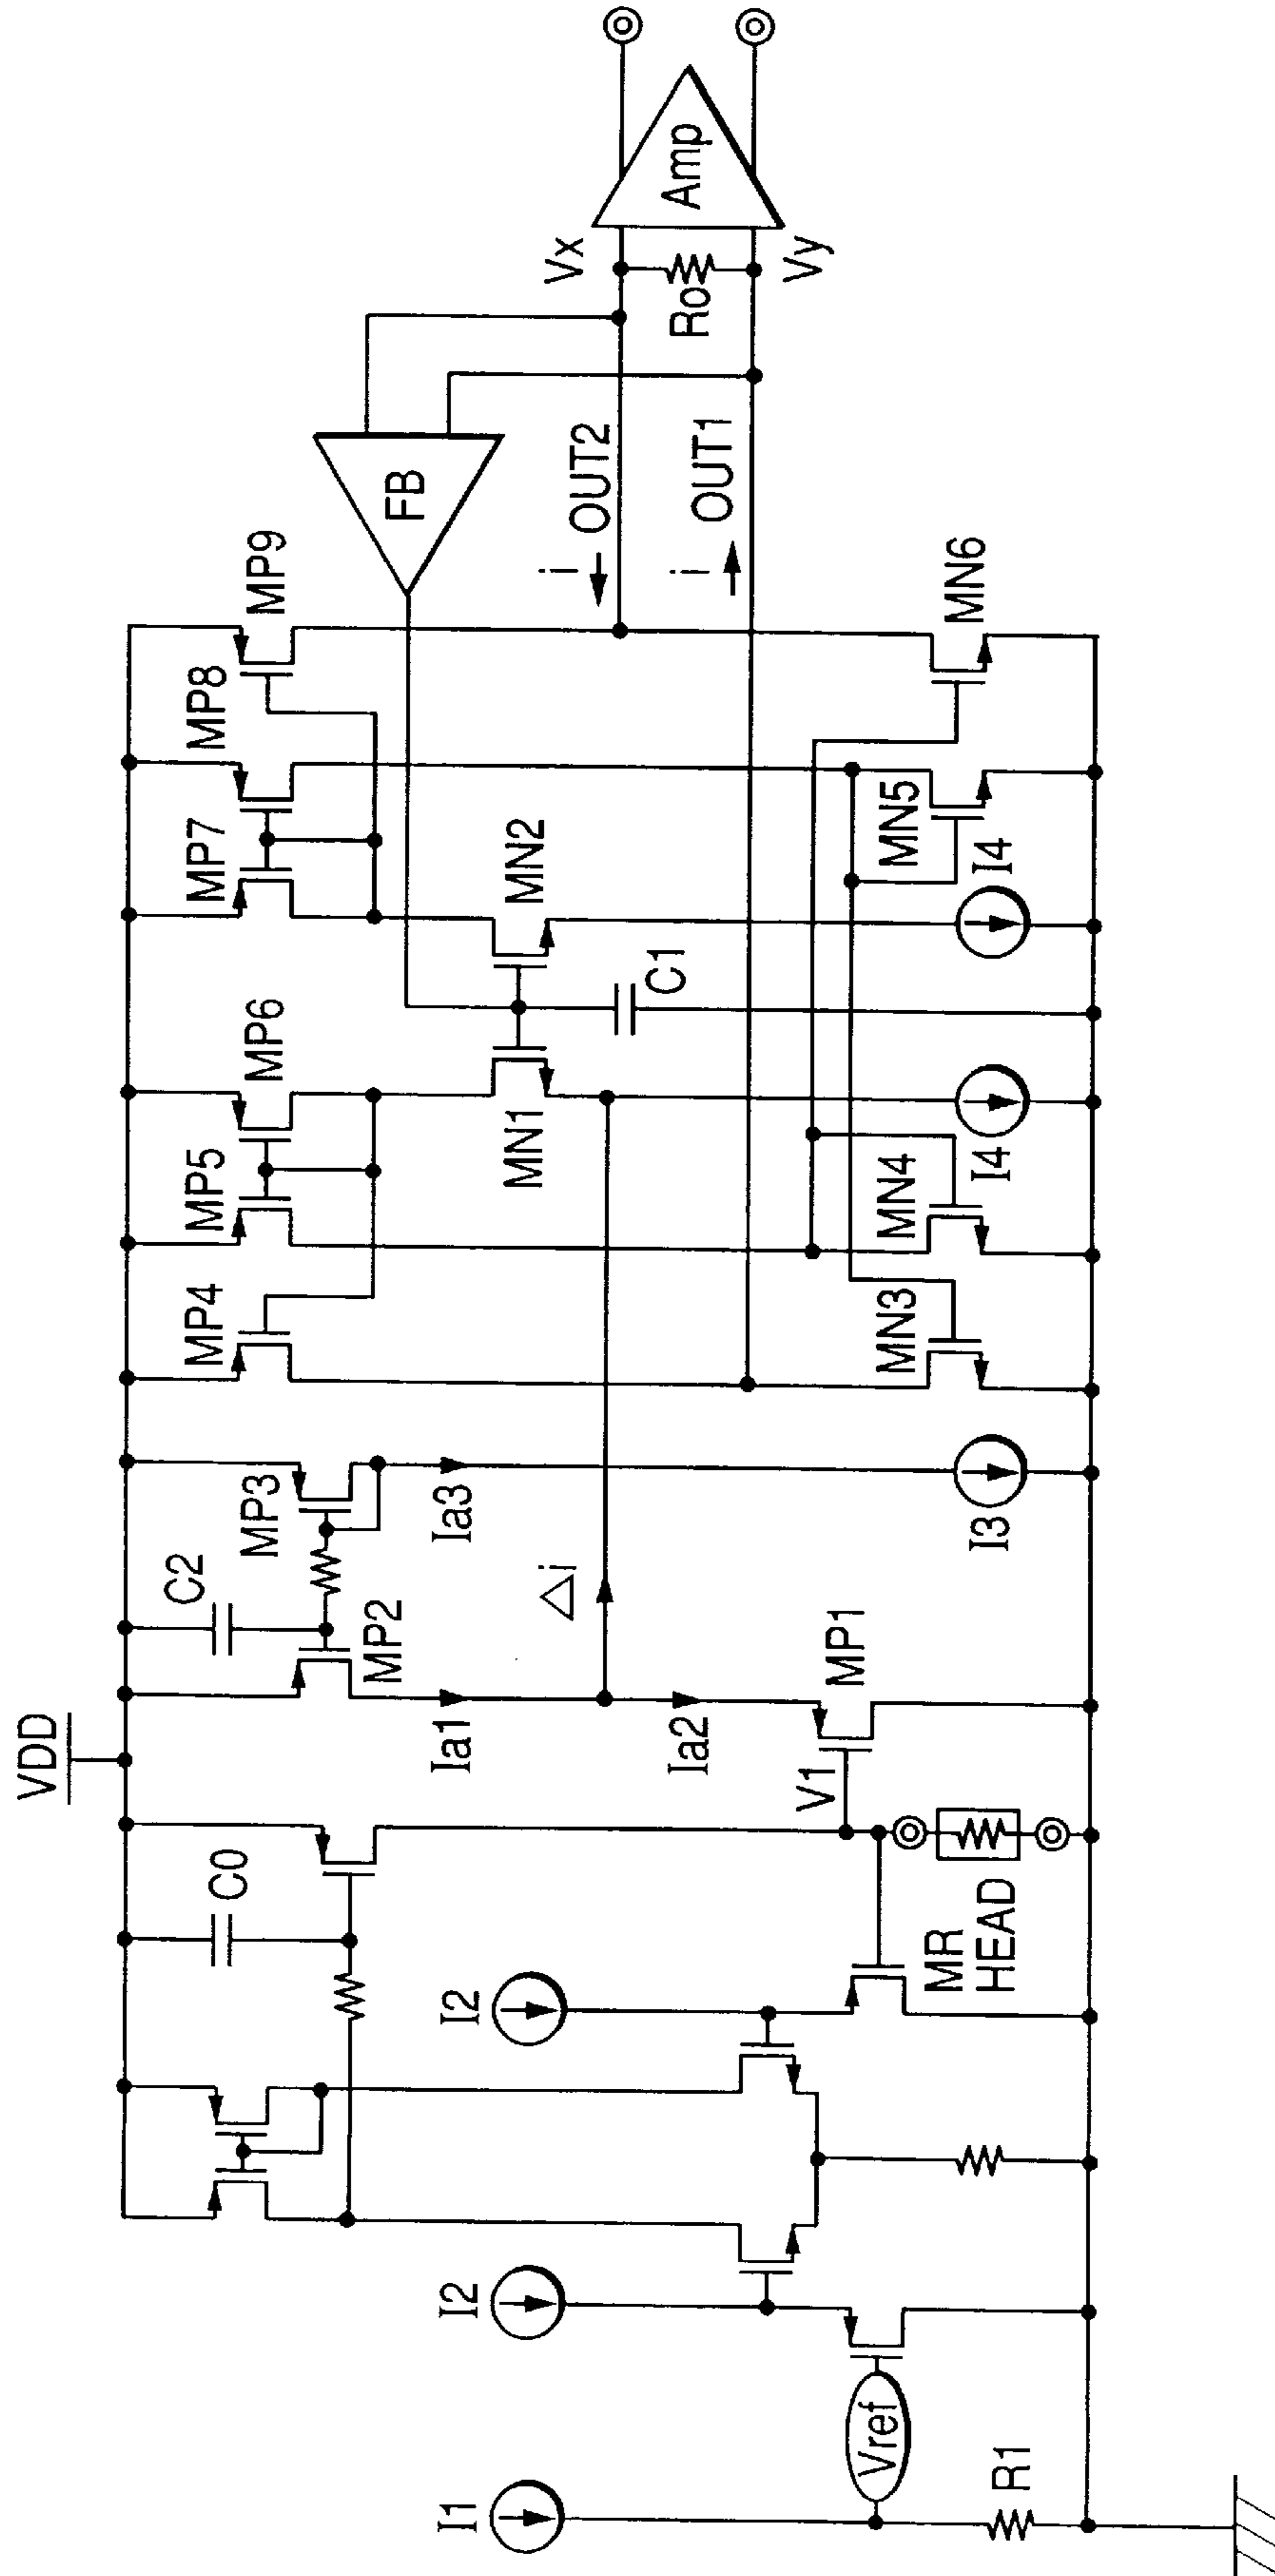 VDD
C0
C2
MP2
MP3
MP4
MP5
MP6
MP7
MP8
MP9
FB
Vx
Amp
Ro
Vy
i OUT2
i OUT1
Ia1
Ia3
△i
Ia2
MN1
MN2
C1
I1
I2
I2
V1
MP1
Vref
R1
MR
HEAD
I3
MN3
MN4
I4
MN5
I4
MN6